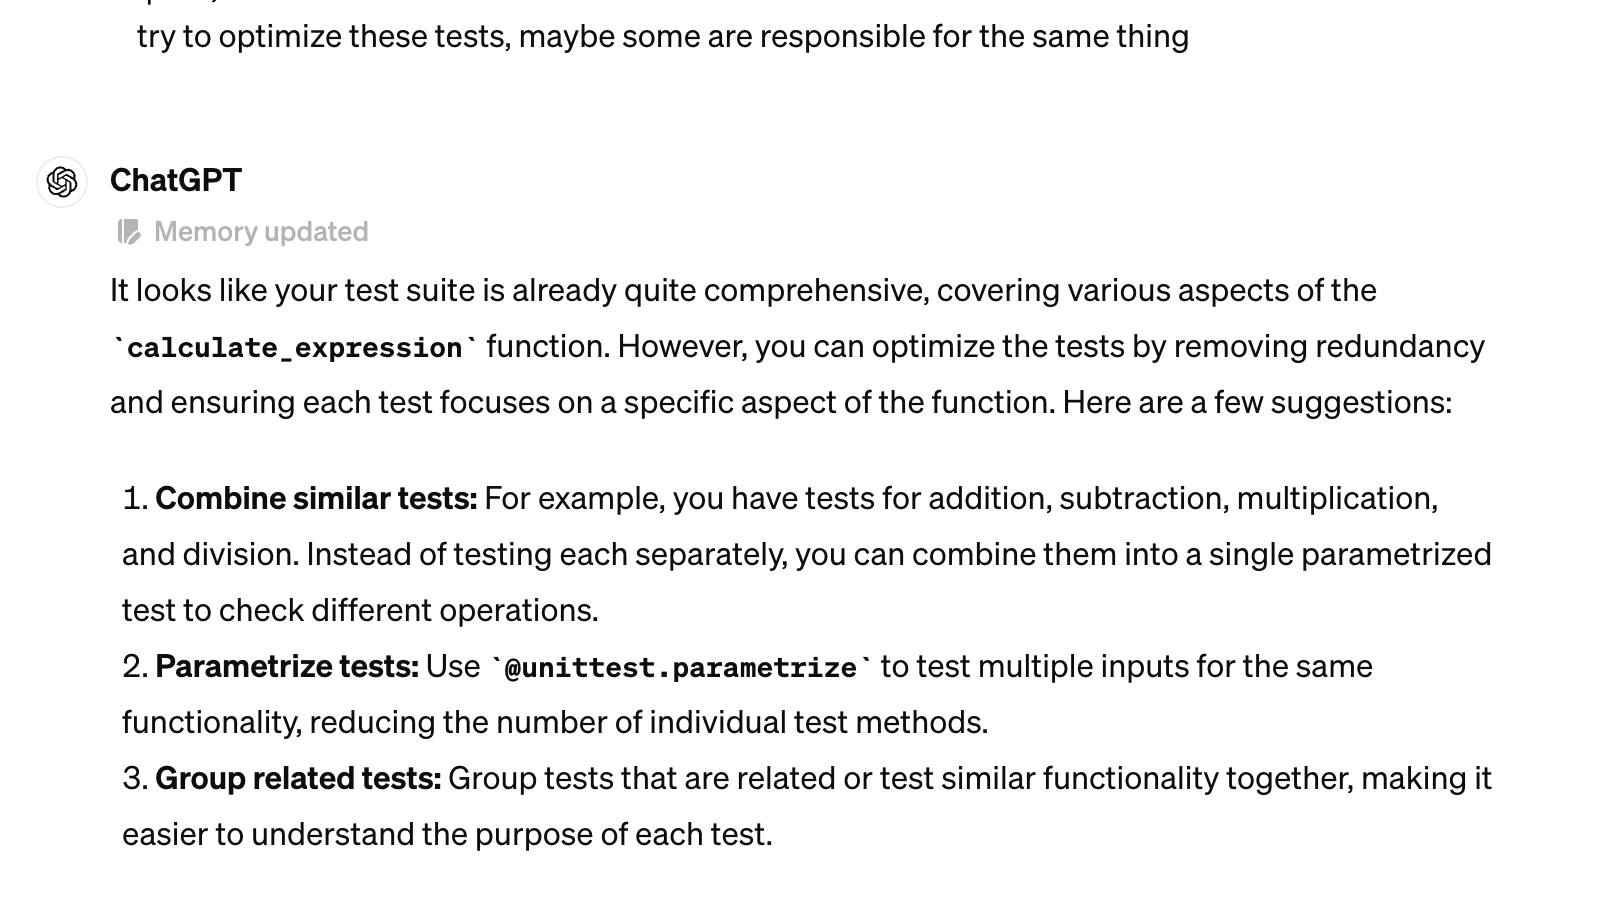 try to optimize these tests, maybe some are responsible for the same thing
ChatGPT
Memory updated
It looks like your test suite is already quite comprehensive, covering various aspects of the
`calculate_expression` function. However, you can optimize the tests by removing redundancy
and ensuring each test focuses on a specific aspect of the function. Here are a few suggestions:
1. Combine similar tests: For example, you have tests for addition, subtraction, multiplication,
and division. Instead of testing each separately, you can combine them into a single parametrized
test to check different operations.
2. Parametrize tests: Use `@unittest.parametrize` to test multiple inputs for the same
functionality, reducing the number of individual test methods.
3. Group related tests: Group tests that are related or test similar functionality together, making it
easier to understand the purpose of each test.